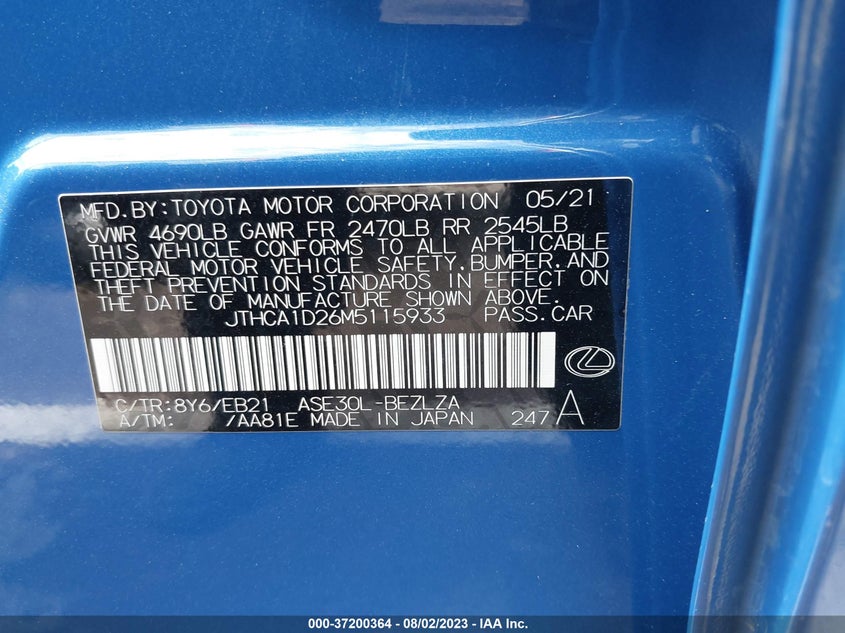 MFD.BY:TOYOTA MOTOR CORPORATION 05/21
GVWR 4690LB GAWR FR 2470LB RR 2545LB
THIS VEHICLE CONFORMS TO ALL APPLICABLE
FEDERAL MOTOR VEHICLE SAFETY,BUMPER,AND
THEFT PREVENTION STANDARDS IN EFFECT ON
THE DATE OF MANUFACTURE SHOWN ABOVE.
JTHCA1D26M5115933 PASS.CAR
C/TR:8Y6/EB21 ASE30L-BEZLZA
A/TM: /AA81E MADE IN JAPAN 247 A
000-37200364 - 08/02/2023 - IAA Inc.